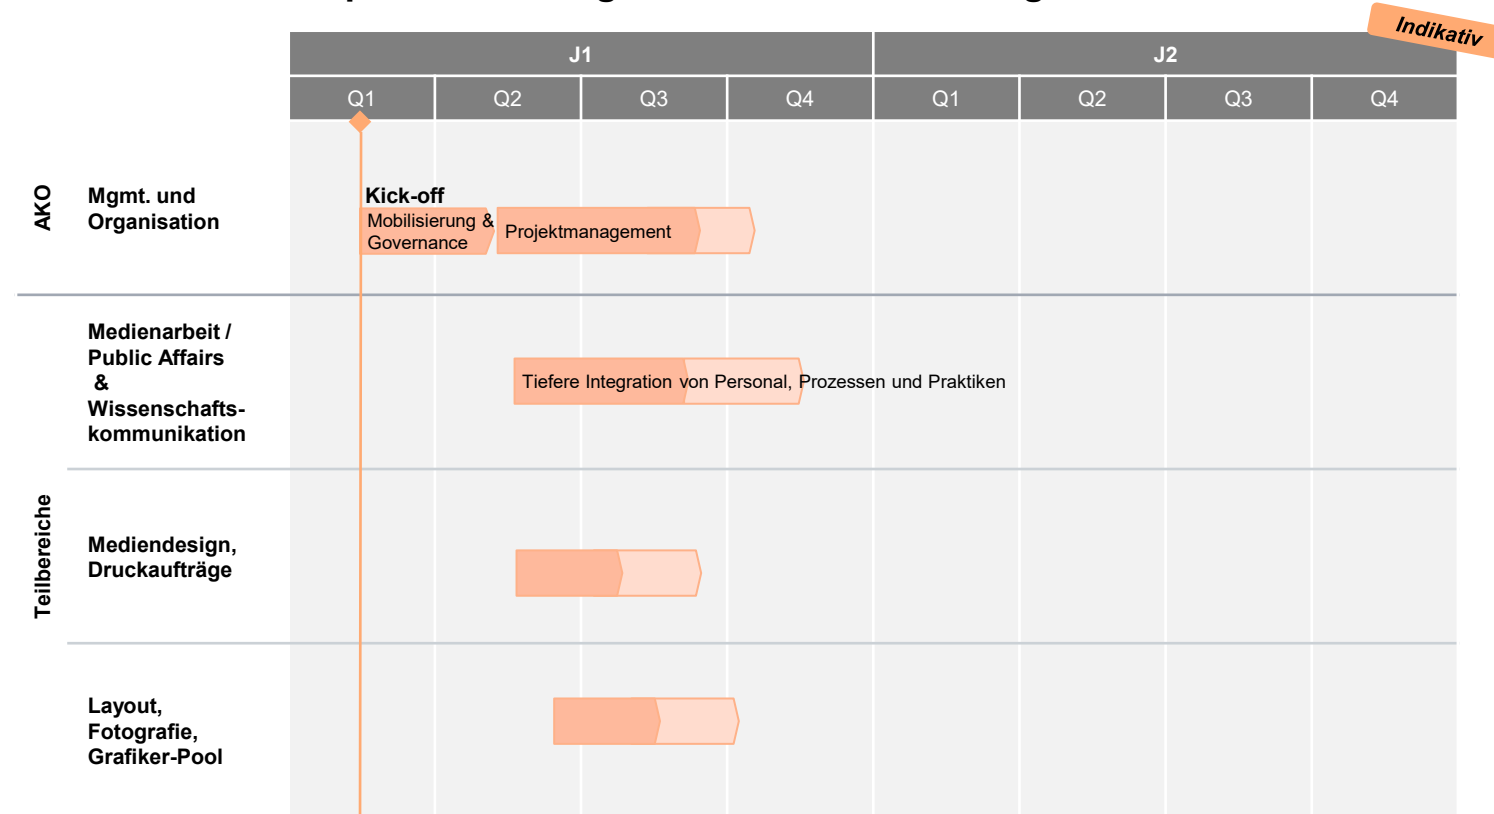 Indikativ
J1
J2
Q1
Q2
Q3
Q4
Q1
Q2
Q3
Q4
AKO
Mgmt. und
Organisation
Kick-off
Mobilisierung &
Governance
Projektmanagement
Teilbereiche
Medienarbeit /
Public Affairs
&
Wissenschafts-
kommunikation
Tiefere Integration von Personal, Prozessen und Praktiken
Mediendesign,
Druckaufträge
Layout,
Fotografie,
Grafiker-Pool